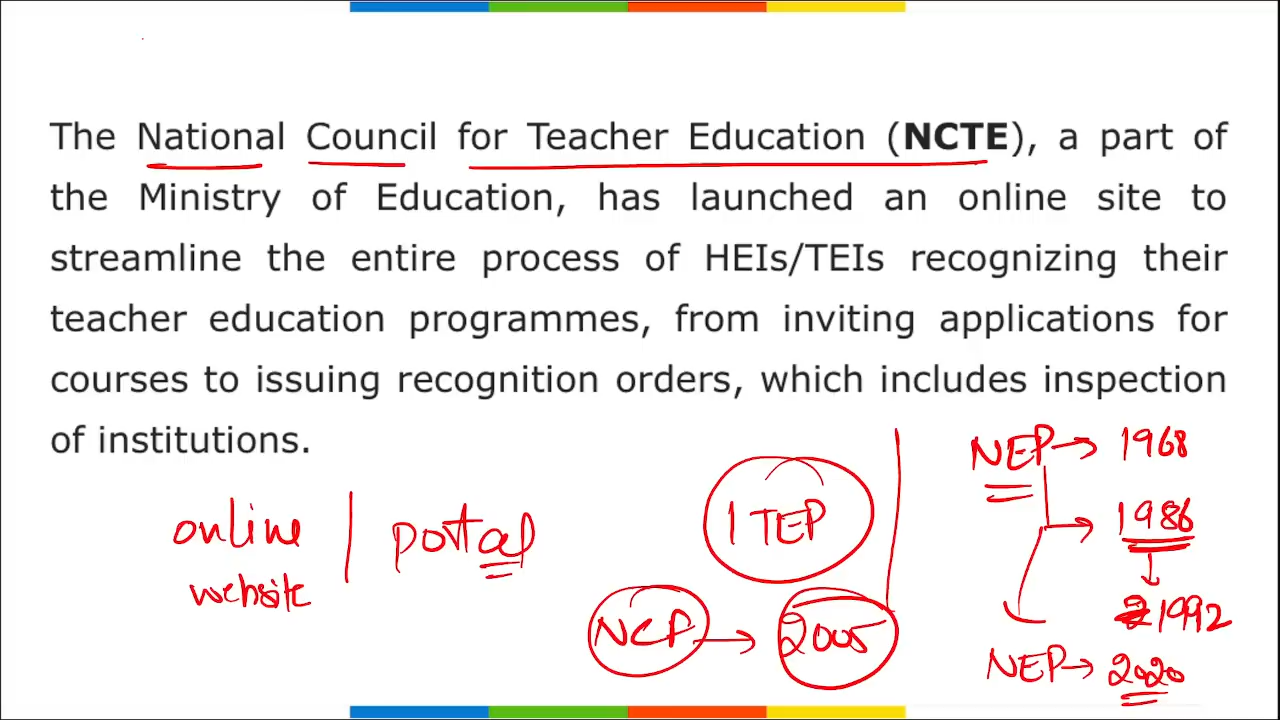 The National Council for Teacher Education (NCTE), a part of
the Ministry of Education, has launched an online site to
streamline the entire process of HEIs/TEIs recognizing their
teacher education programmes, from inviting applications for
courses to issuing recognition orders, which includes inspection
of institutions.
online | portal
website
ITEP
NCF → 2005
NEP → 1968
→ 1986
1992
NEP → 2020